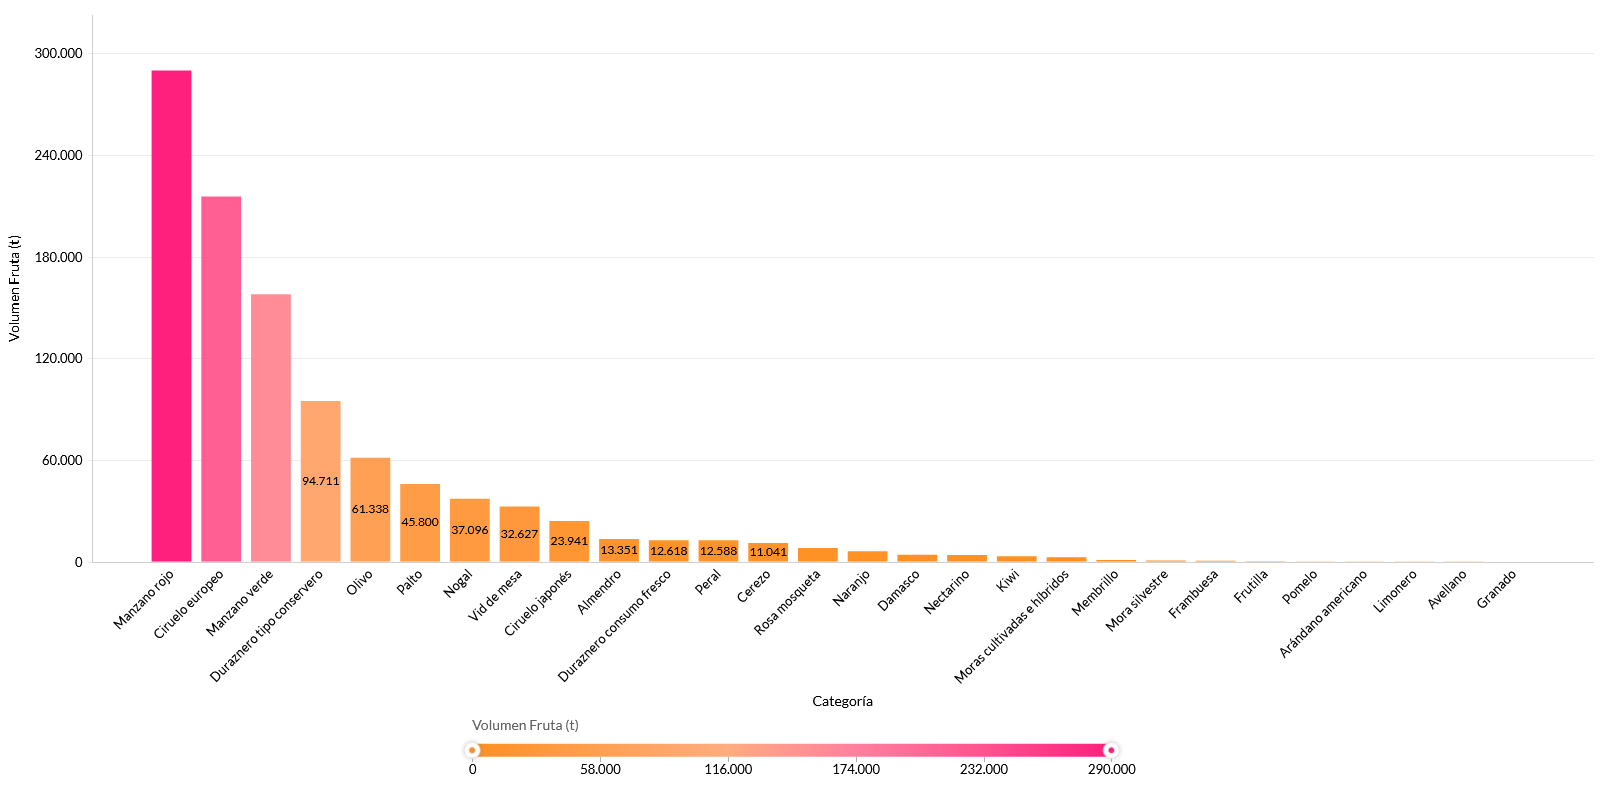 300.000
240.000
180.000
120.000
60.000
0
Volumen Fruta (t)
94.711
61.338
45.800
37.096
32.627
23.941
13.351
12.618
12.588
11.041
Manzano rojo
Ciruelo europeo
Manzano verde
Duraznero tipo conservero
Olivo
Palto
Nogal
Vid de mesa
Ciruelo japonés
Almendro
Duraznero consumo fresco
Peral
Cerezo
Rosa mosqueta
Naranjo
Damasco
Nectarino
Kiwi
Moras cultivadas e híbridos
Membrillo
Mora silvestre
Frambuesa
Frutilla
Pomelo
Arándano americano
Limonero
Avellano
Granado
Categoría
Volumen Fruta (t)
0
58.000
116.000
174.000
232.000
290.000